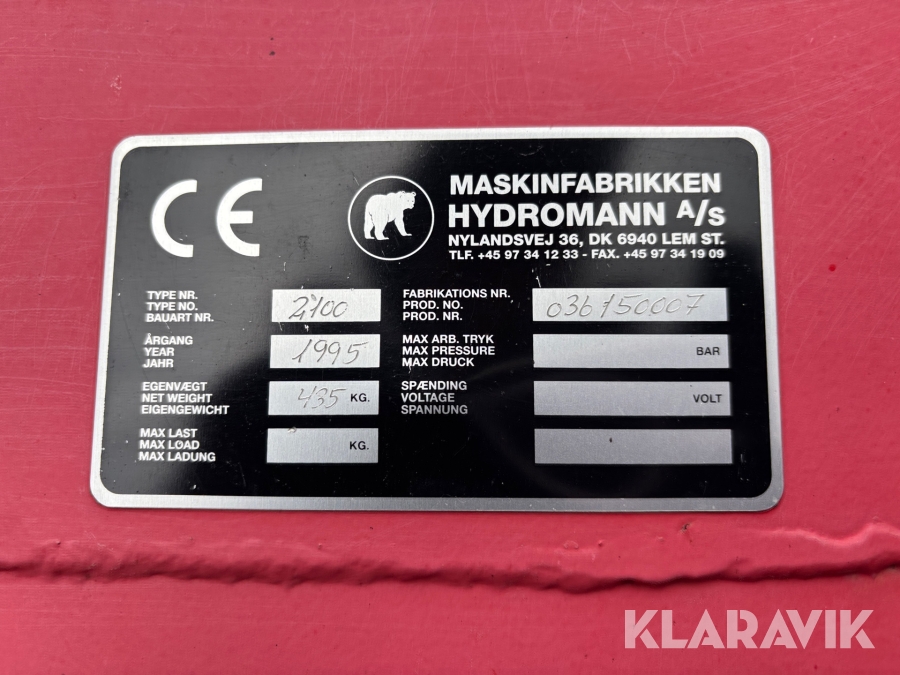 CE
MASKINFABRIKKEN
HYDROMANN A/S
NYLANDSVEJ 36, DK 6940 LEM ST.
TLF. +45 97 34 12 33 - FAX. +45 97 34 19 09
TYPE NR.
TYPE NO.
BAUART NR.
2100
FABRIKATIONS NR.
PROD. NO.
PROD. NR.
036150007
ÅRGANG
YEAR
JAHR
1995
MAX ARB. TRYK
MAX PRESSURE
MAX DRUCK
BAR
EGENVÆGT
NET WEIGHT
EIGENGEWICHT
435 KG.
SPÆNDING
VOLTAGE
SPANNUNG
VOLT
MAX LAST
MAX LOAD
MAX LADUNG
KG.
KLARAVIK